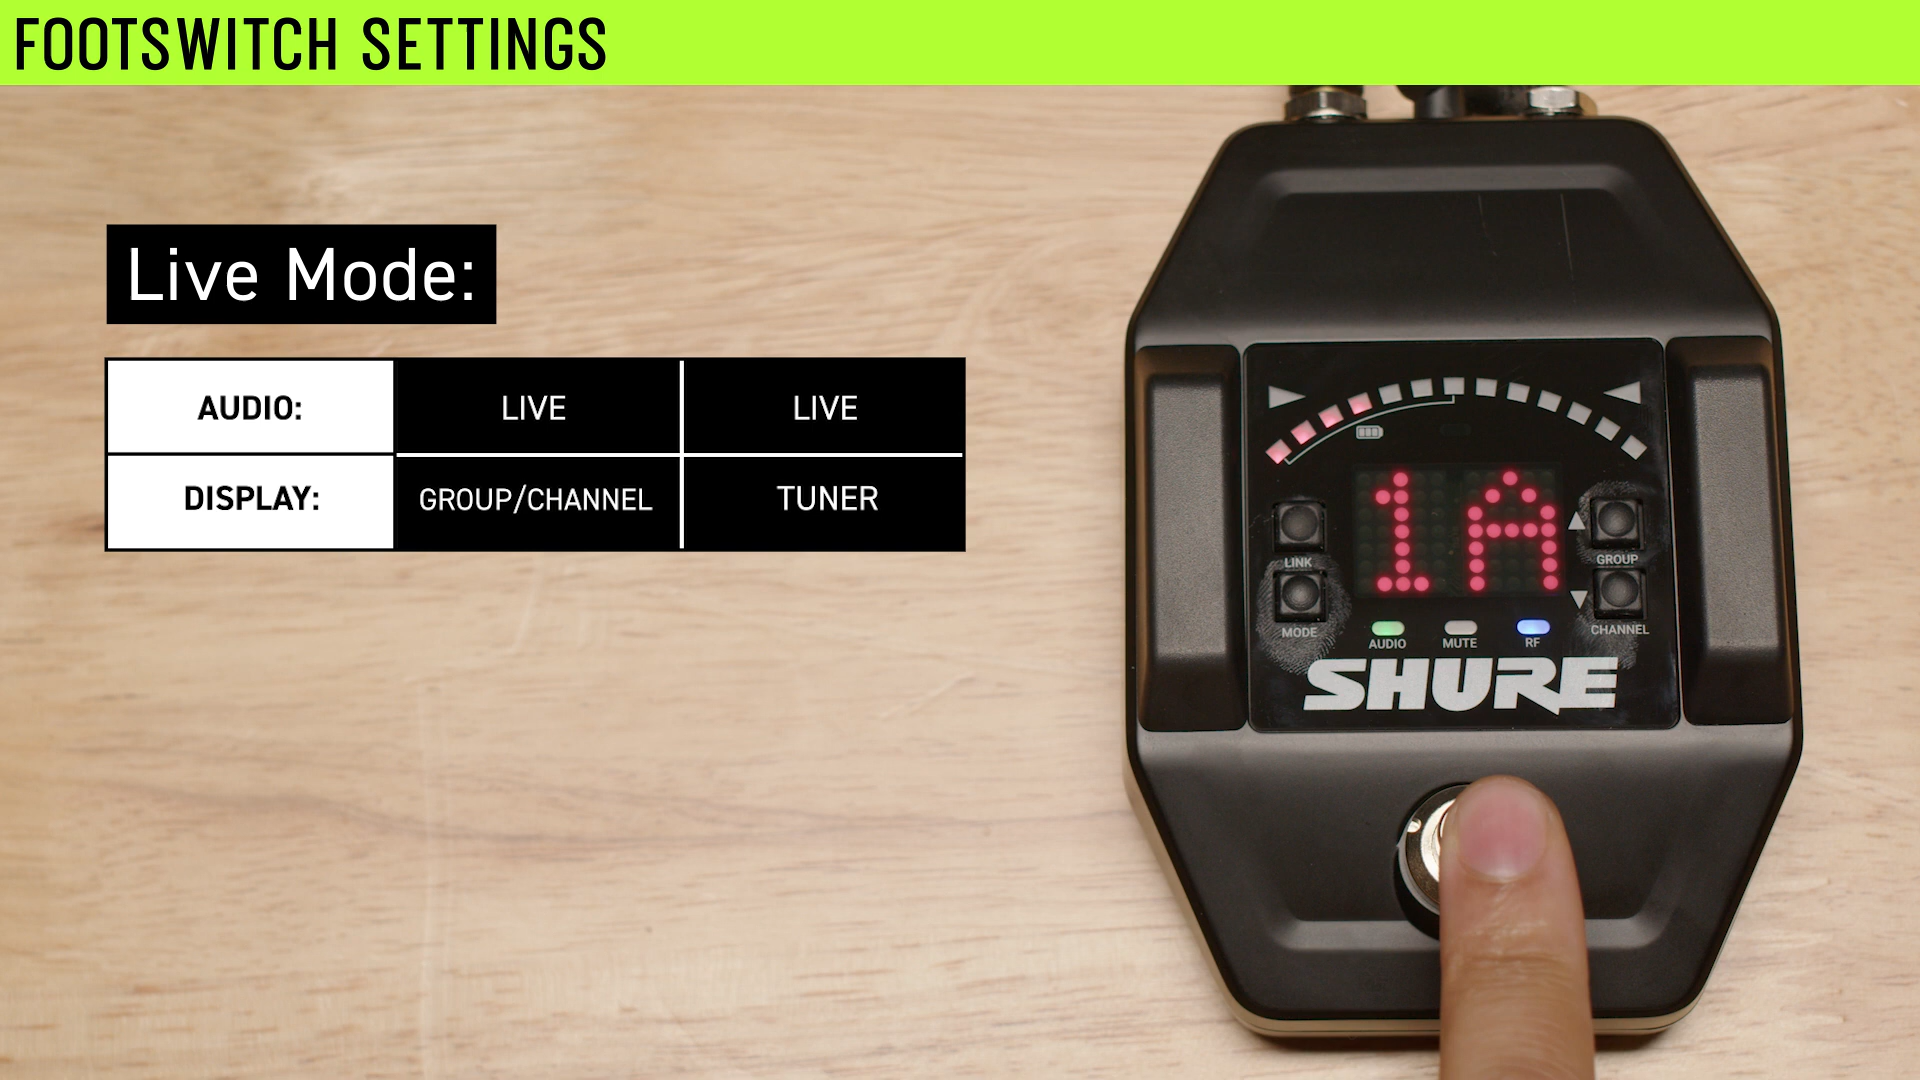 FOOTSWITCH SETTINGS
Live Mode:
AUDIO: LIVE LIVE
DISPLAY: GROUP/CHANNEL TUNER
1A
LINK GROUP
MODE CHANNEL
AUDIO MUTE RF
SHURE